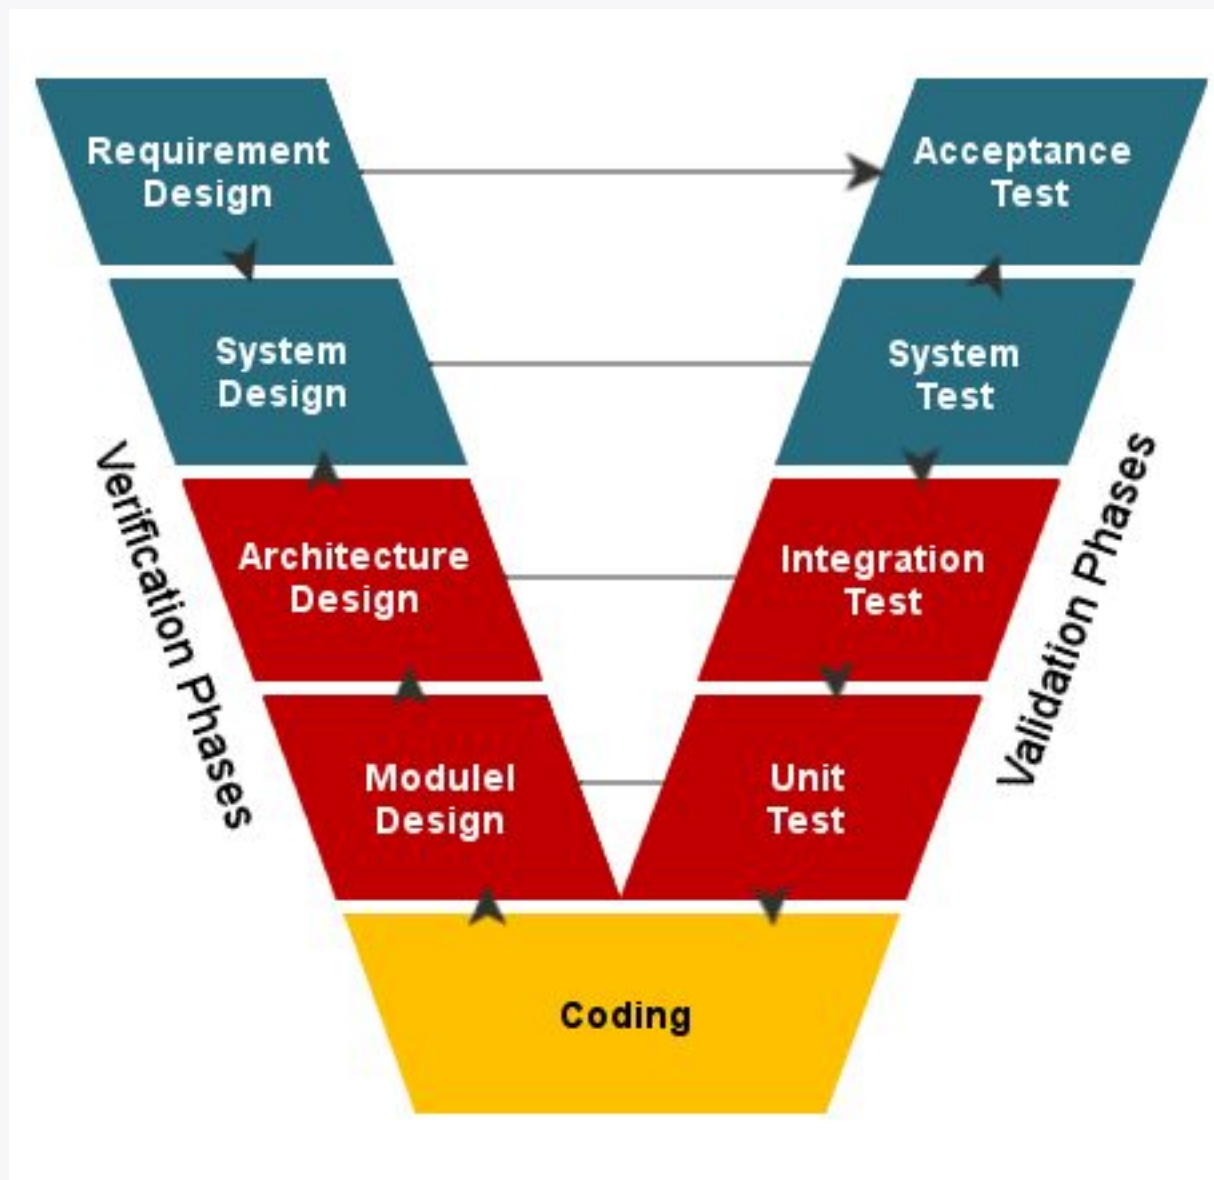 Requirement
Design
Acceptance
Test
System
Design
System
Test
Architecture
Design
Integration
Test
Modulel
Design
Unit
Test
Coding
Verification Phases
Validation Phases